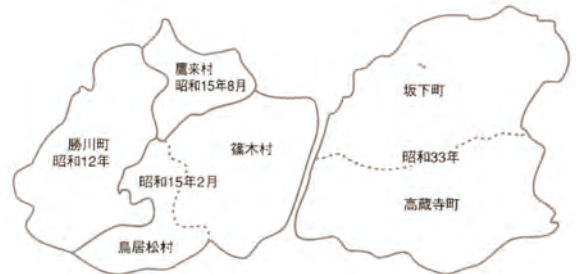 鷹来村
昭和15年8月
勝川町
昭和12年
篠木村
昭和15年2月
鳥居松村
坂下町
昭和33年
高蔵寺町